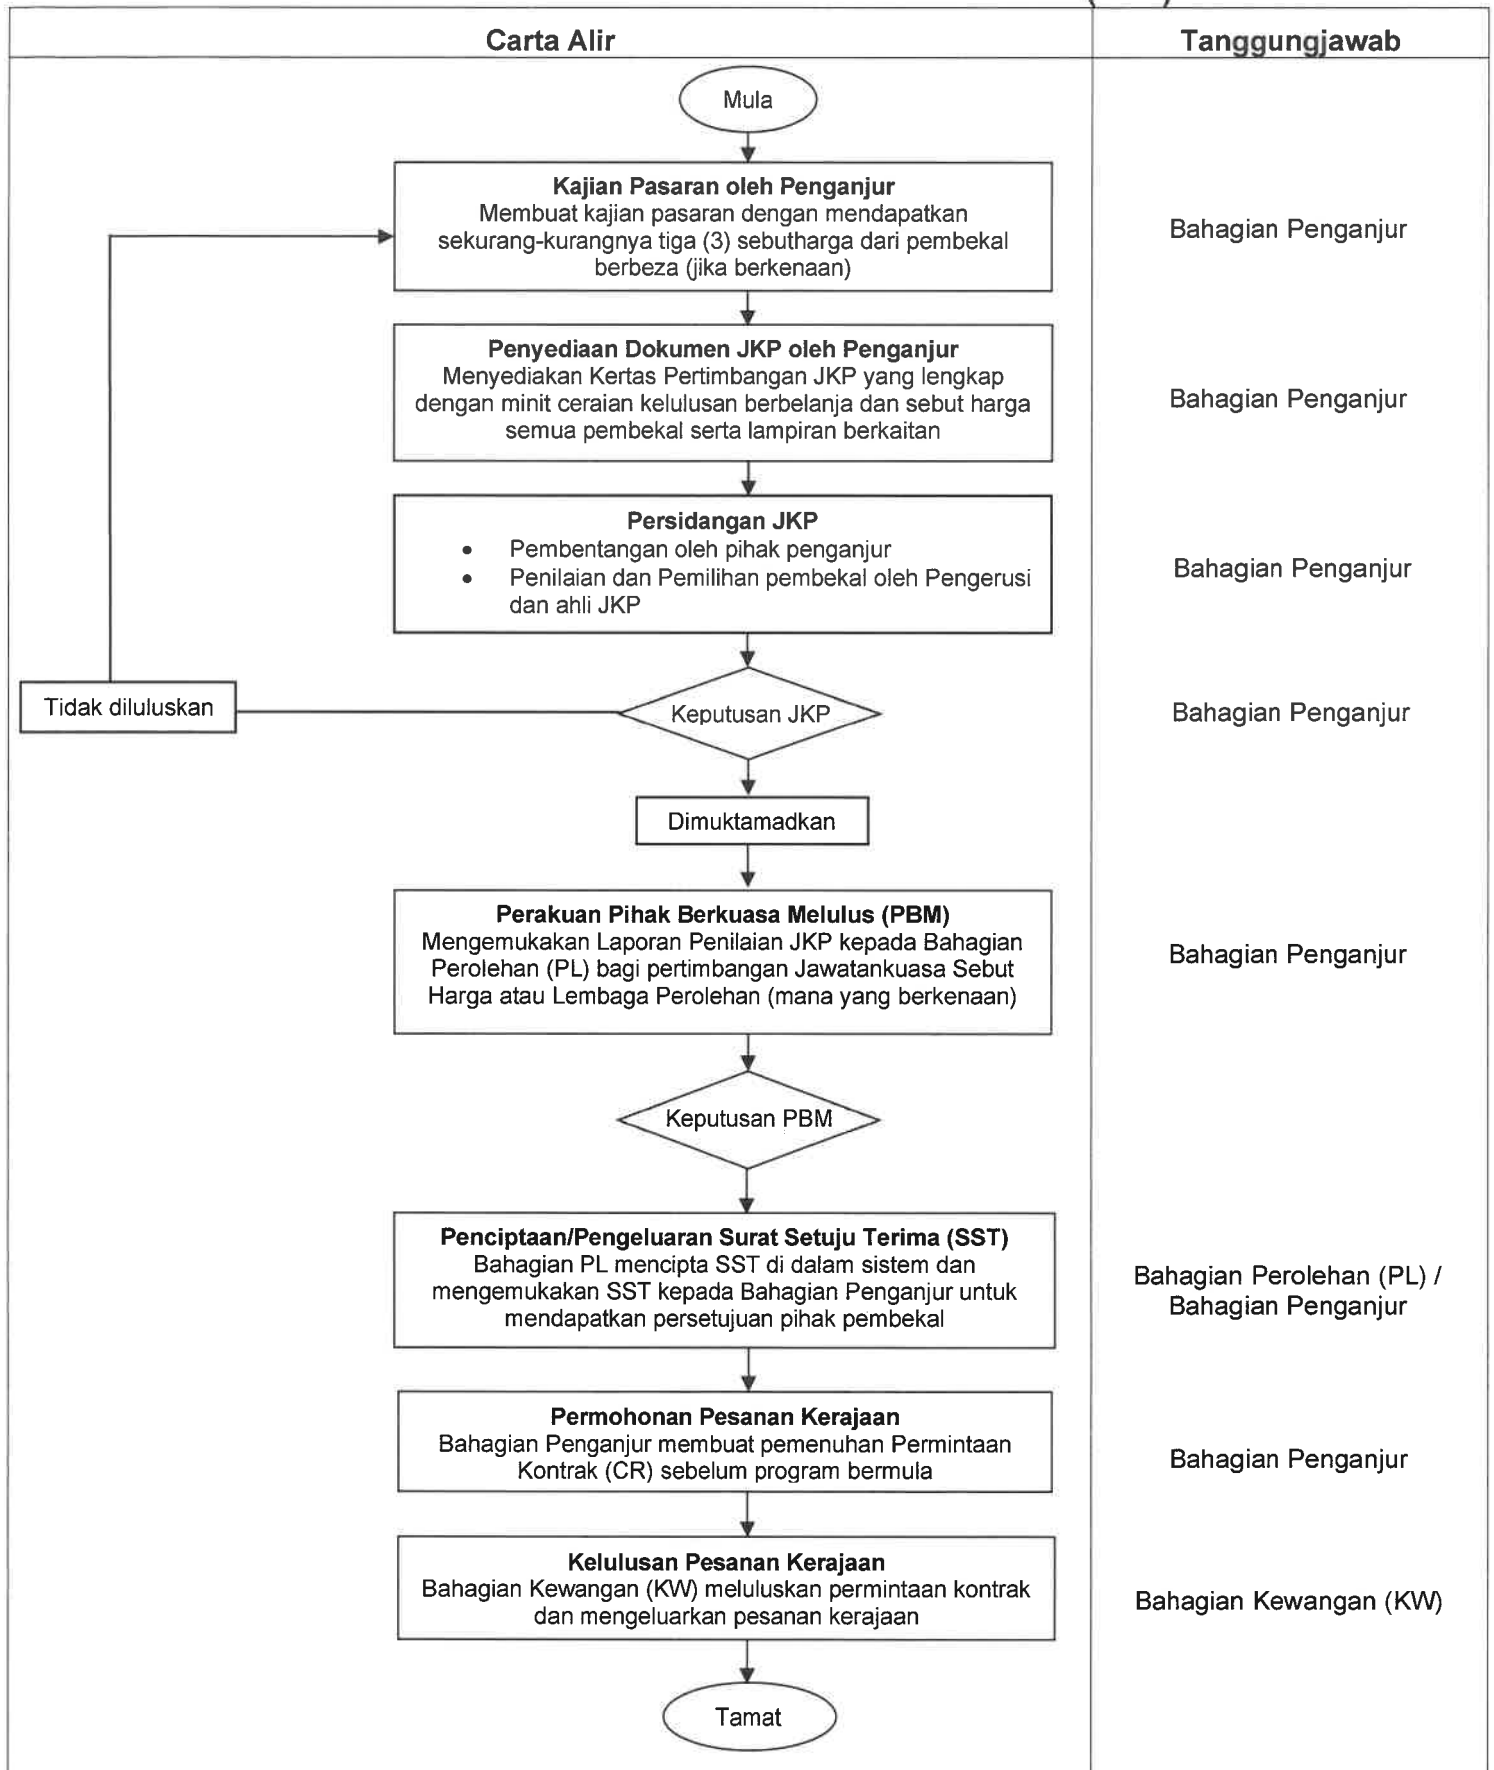 Carta Alir
Tanggungjawab
Mula
Kajian Pasaran oleh Penganjur
Membuat kajian pasaran dengan mendapatkan
sekurang-kurangnya tiga (3) sebutharga dari pembekal
berbeza (jika berkenaan)
Bahagian Penganjur
Penyediaan Dokumen JKP oleh Penganjur
Menyediakan Kertas Pertimbangan JKP yang lengkap
dengan minit ceraian kelulusan berbelanja dan sebut harga
semua pembekal serta lampiran berkaitan
Bahagian Penganjur
Persidangan JKP
• Pembentangan oleh pihak penganjur
• Penilaian dan Pemilihan pembekal oleh Pengerusi
dan ahli JKP
Bahagian Penganjur
Tidak diluluskan
Keputusan JKP
Bahagian Penganjur
Dimuktamadkan
Perakuan Pihak Berkuasa Melulus (PBM)
Mengemukakan Laporan Penilaian JKP kepada Bahagian
Perolehan (PL) bagi pertimbangan Jawatankuasa Sebut
Harga atau Lembaga Perolehan (mana yang berkenaan)
Bahagian Penganjur
Keputusan PBM
Penciptaan/Pengeluaran Surat Setuju Terima (SST)
Bahagian PL mencipta SST di dalam sistem dan
mengemukakan SST kepada Bahagian Penganjur untuk
mendapatkan persetujuan pihak pembekal
Bahagian Perolehan (PL) /
Bahagian Penganjur
Permohonan Pesanan Kerajaan
Bahagian Penganjur membuat pemenuhan Permintaan
Kontrak (CR) sebelum program bermula
Bahagian Penganjur
Kelulusan Pesanan Kerajaan
Bahagian Kewangan (KW) meluluskan permintaan kontrak
dan mengeluarkan pesanan kerajaan
Bahagian Kewangan (KW)
Tamat